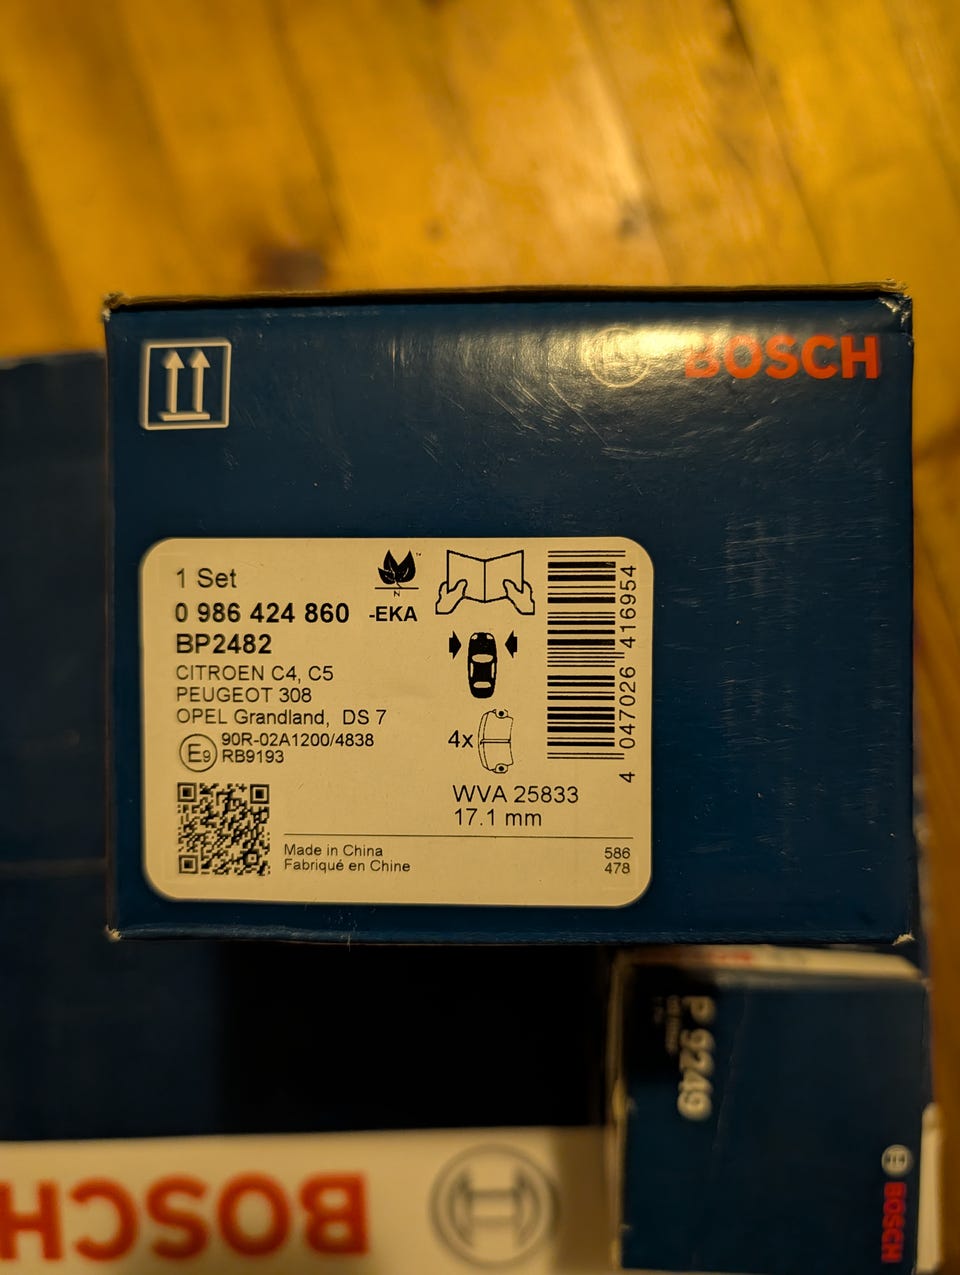 BOSCH
1 Set
0 986 424 860 -EKA
BP2482
CITROEN C4, C5
PEUGEOT 308
OPEL Grandland, DS 7
E9 90R-02A1200/4838
RB9193
N
4x
WVA 25833
17.1 mm
4 047026 416954
Made in China
Fabriqué en Chine
586
478
P 9249
BOSCH
BOSCH